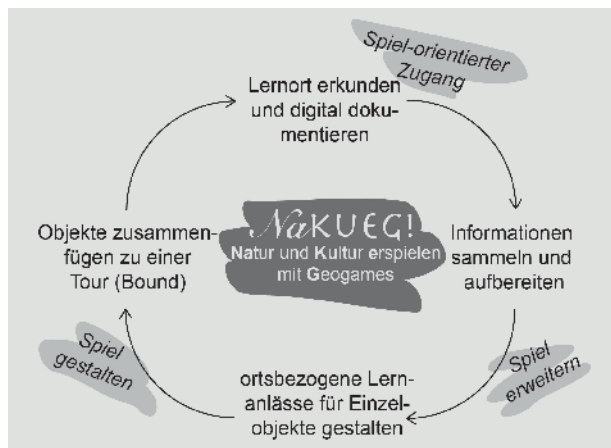 Spiel-orientierter
Zugang
Lernort erkunden
und digital doku-
mentieren
NaKUEG!
Natur und Kultur erspielen
mit Geogames
Objekte zusammen-
fügen zu einer
Tour (Bound)
Informationen
sammeln und
aufbereiten
Spiel
gestalten
ortsbezogene Lern-
anlässe für Einzel-
objekte gestalten
Spiel
erweitern